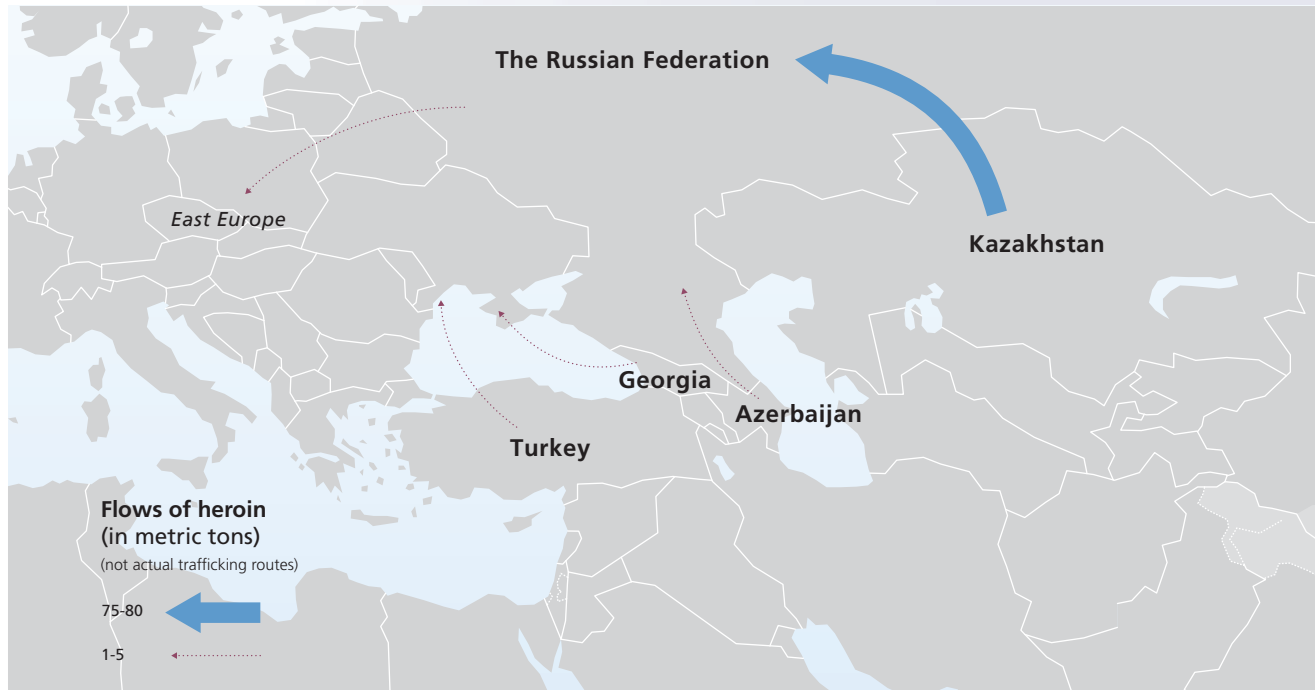 The Russian Federation
East Europe
Kazakhstan
Georgia
Azerbaijan
Turkey
Flows of heroin
(in metric tons)
(not actual trafficking routes)
75-80
1-5